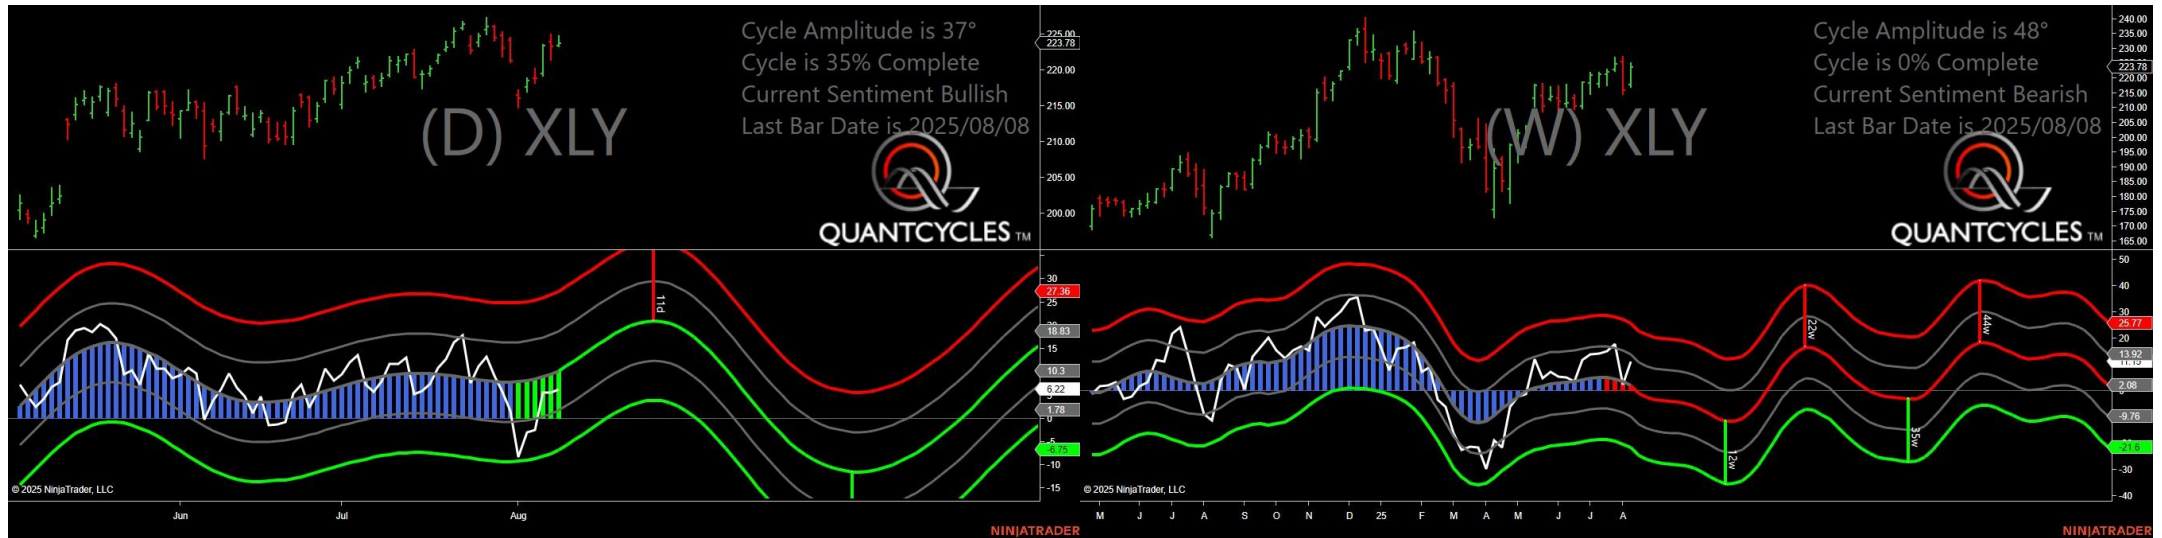 Cycle Amplitude is 37°
Cycle is 35% Complete
Current Sentiment Bullish
Last Bar Date is 2025/08/08
(D) XLY
QUANTCYCLES TM
225.00
223.78
220.00
215.00
210.00
205.00
200.00
11d
30
27.36
25
18.83
15
10.3
6.22
1.78
0
-5
-6.75
-10
-15
© 2025 NinjaTrader, LLC
Jun
Jul
Aug
NINJATRADER
Cycle Amplitude is 48°
Cycle is 0% Complete
Current Sentiment Bearish
Last Bar Date is 2025/08/08
(W) XLY
QUANTCYCLES TM
240.00
235.00
230.00
223.78
220.00
215.00
210.00
205.00
200.00
195.00
190.00
185.00
180.00
175.00
170.00
165.00
22w
44w
12w
35w
50
40
30
25.77
20
13.92
2.08
-9.76
-21.6
-30
-40
© 2025 NinjaTrader, LLC
M J J A S O N D 25 F M A M J J A
NINJATRADER